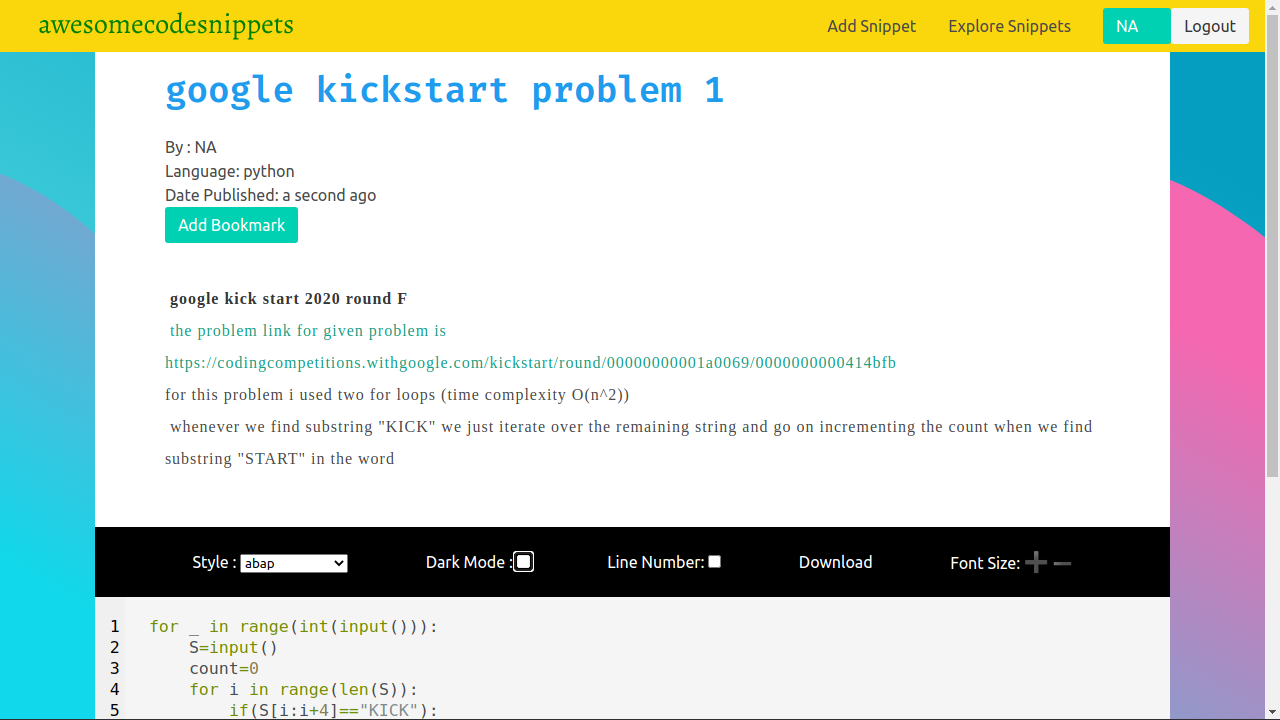 awesomecodesnippets
Add Snippet Explore Snippets NA Logout
google kickstart problem 1
By : NA
Language: python
Date Published: a second ago
Add Bookmark
google kick start 2020 round F
the problem link for given problem is
https://codingcompetitions.withgoogle.com/kickstart/round/00000000001a0069/0000000000414bfb
for this problem i used two for loops (time complexity O(n^2))
whenever we find substring "KICK" we just iterate over the remaining string and go on incrementing the count when we find
substring "START" in the word
Style : abap Dark Mode : Line Number: Download Font Size:
1 for _ in range(int(input())):
2 S=input()
3 count=0
4 for i in range(len(S)):
5 if(S[i:i+4]=="KICK"):